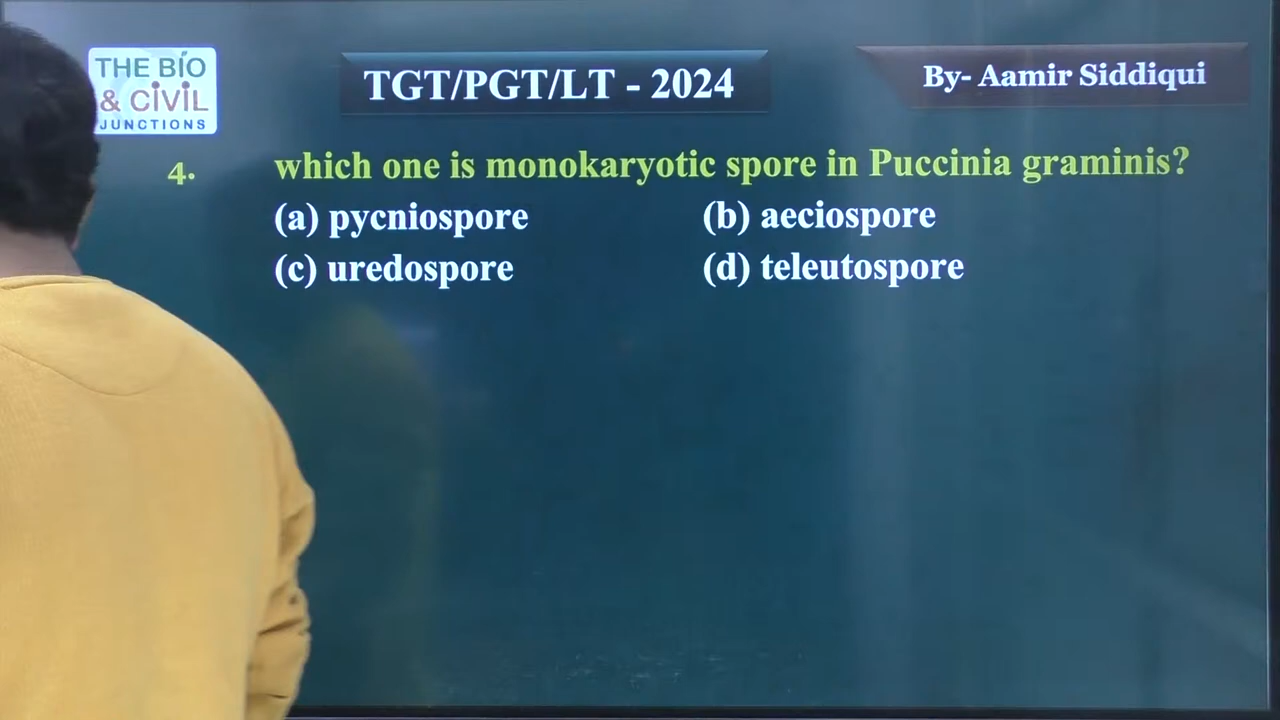 THE BIO
& CIVIL
JUNCTIONS
TGT/PGT/LT - 2024
By- Aamir Siddiqui
4. which one is monokaryotic spore in Puccinia graminis?
(a) pycniospore (b) aeciospore
(c) uredospore (d) teleutospore